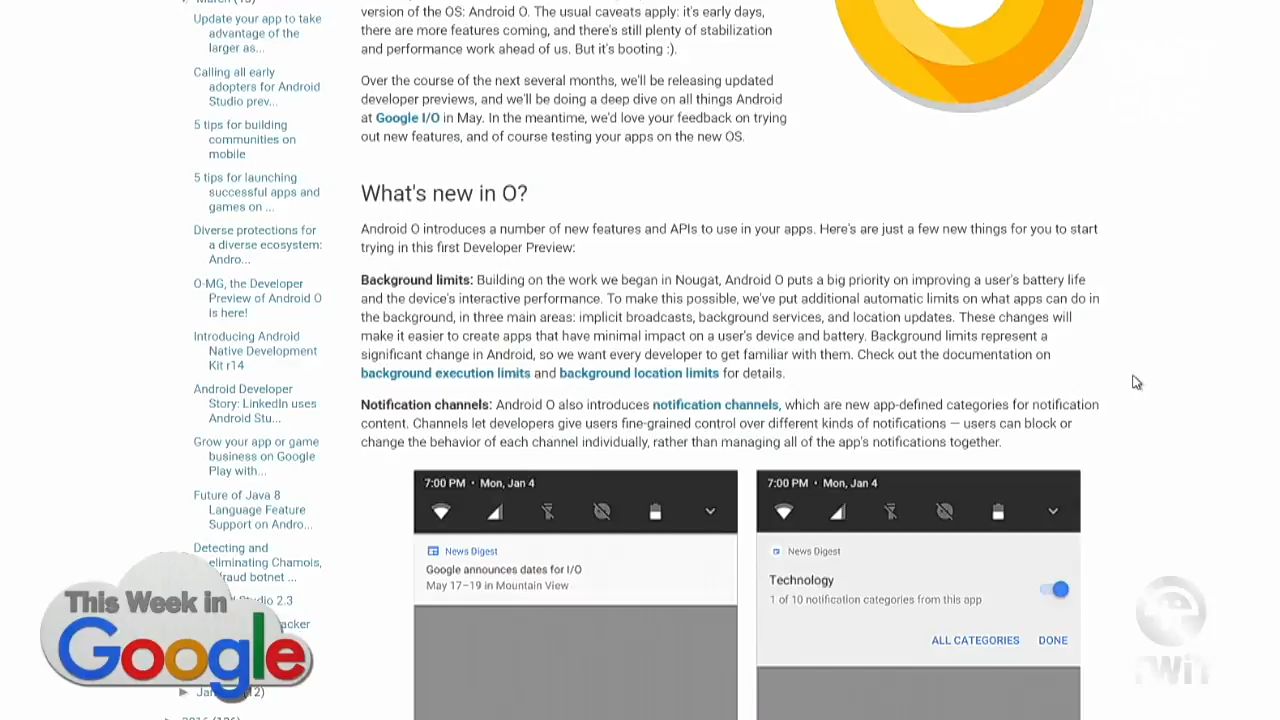 Update your app to take
advantage of the
larger as...
Calling all early
adopters for Android
Studio prev...
5 tips for building
communities on
mobile
5 tips for launching
successful apps and
games on ...
Diverse protections for
a diverse ecosystem:
Andro...
O-MG, the Developer
Preview of Android O
is here!
Introducing Android
Native Development
Kit r14
Android Developer
Story: LinkedIn uses
Android Stu...
Grow your app or game
business on Google
Play with...
Future of Java 8
Language Feature
Support on Andro...
Detecting and
eliminating Chamois,
fraud botnet ...
2.3
version of the OS: Android O. The usual caveats apply: it's early days,
there are more features coming, and there's still plenty of stabilization
and performance work ahead of us. But it's booting :).
Over the course of the next several months, we'll be releasing updated
developer previews, and we'll be doing a deep dive on all things Android
at Google I/O in May. In the meantime, we'd love your feedback on trying
out new features, and of course testing your apps on the new OS.
What's new in O?
Android O introduces a number of new features and APIs to use in your apps. Here's are just a few new things for you to start
trying in this first Developer Preview:
Background limits: Building on the work we began in Nougat, Android O puts a big priority on improving a user's battery life
and the device's interactive performance. To make this possible, we've put additional automatic limits on what apps can do in
the background, in three main areas: implicit broadcasts, background services, and location updates. These changes will
make it easier to create apps that have minimal impact on a user's device and battery. Background limits represent a
significant change in Android, so we want every developer to get familiar with them. Check out the documentation on
background execution limits and background location limits for details.
Notification channels: Android O also introduces notification channels, which are new app-defined categories for notification
content. Channels let developers give users fine-grained control over different kinds of notifications — users can block or
change the behavior of each channel individually, rather than managing all of the app's notifications together.
7:00 PM • Mon, Jan 4
News Digest
Google announces dates for I/O
May 17–19 in Mountain View
7:00 PM • Mon, Jan 4
News Digest
Technology
1 of 10 notification categories from this app
ALL CATEGORIES DONE
This Week in
Google
TWiT